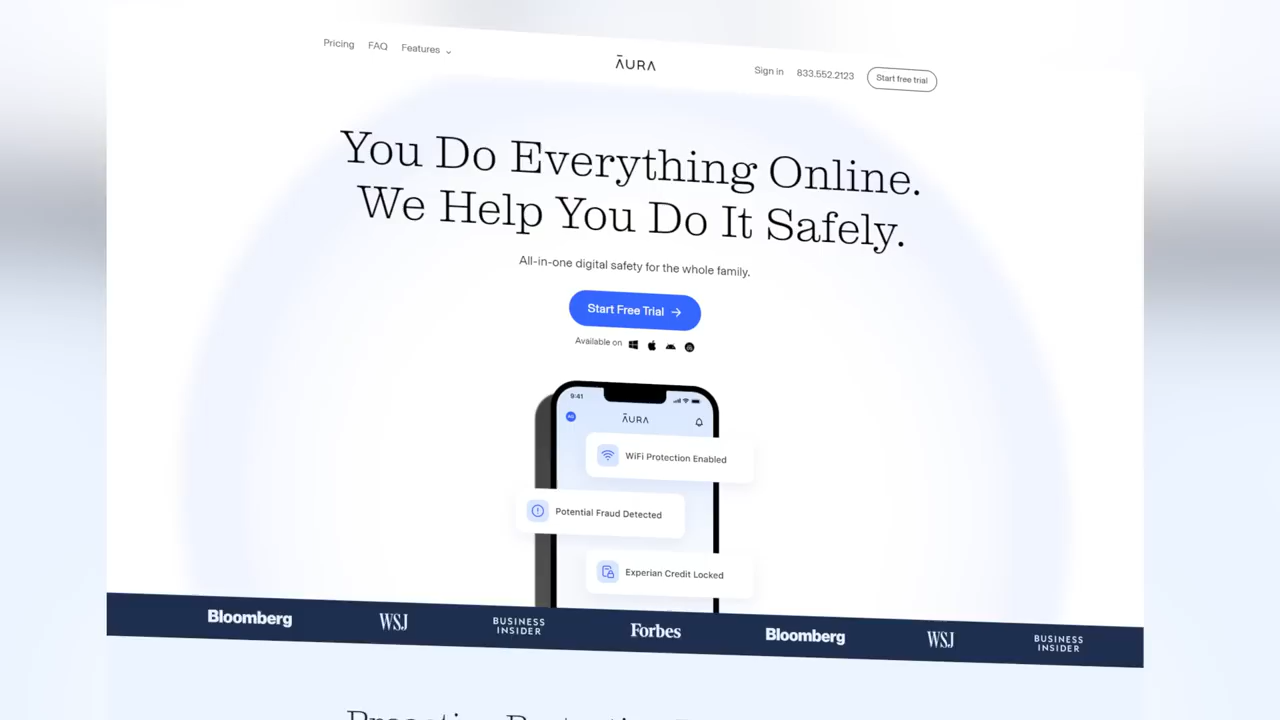 Pricing FAQ Features
ĀURA
Sign in 833.552.2123 Start free trial
You Do Everything Online.
We Help You Do It Safely.
All-in-one digital safety for the whole family.
Start Free Trial →
Available on
9:41
ĀURA
WiFi Protection Enabled
Potential Fraud Detected
Experian Credit Locked
Bloomberg WSJ BUSINESS INSIDER Forbes Bloomberg WSJ BUSINESS INSIDER